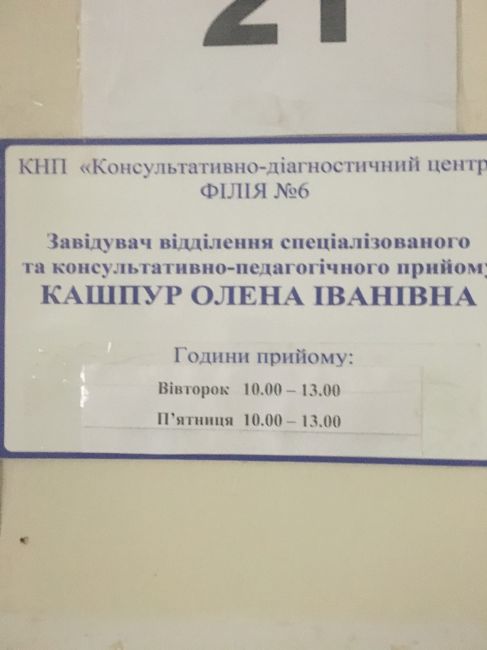 21
КНП «Консультативно-діагностичний центр
ФІЛІЯ №6
Завідувач відділення спеціалізованого
та консультативно-педагогічного прийому
КАШПУР ОЛЕНА ІВАНІВНА
Години прийому:
Вівторок 10.00 – 13.00
П’ятниця 10.00 – 13.00